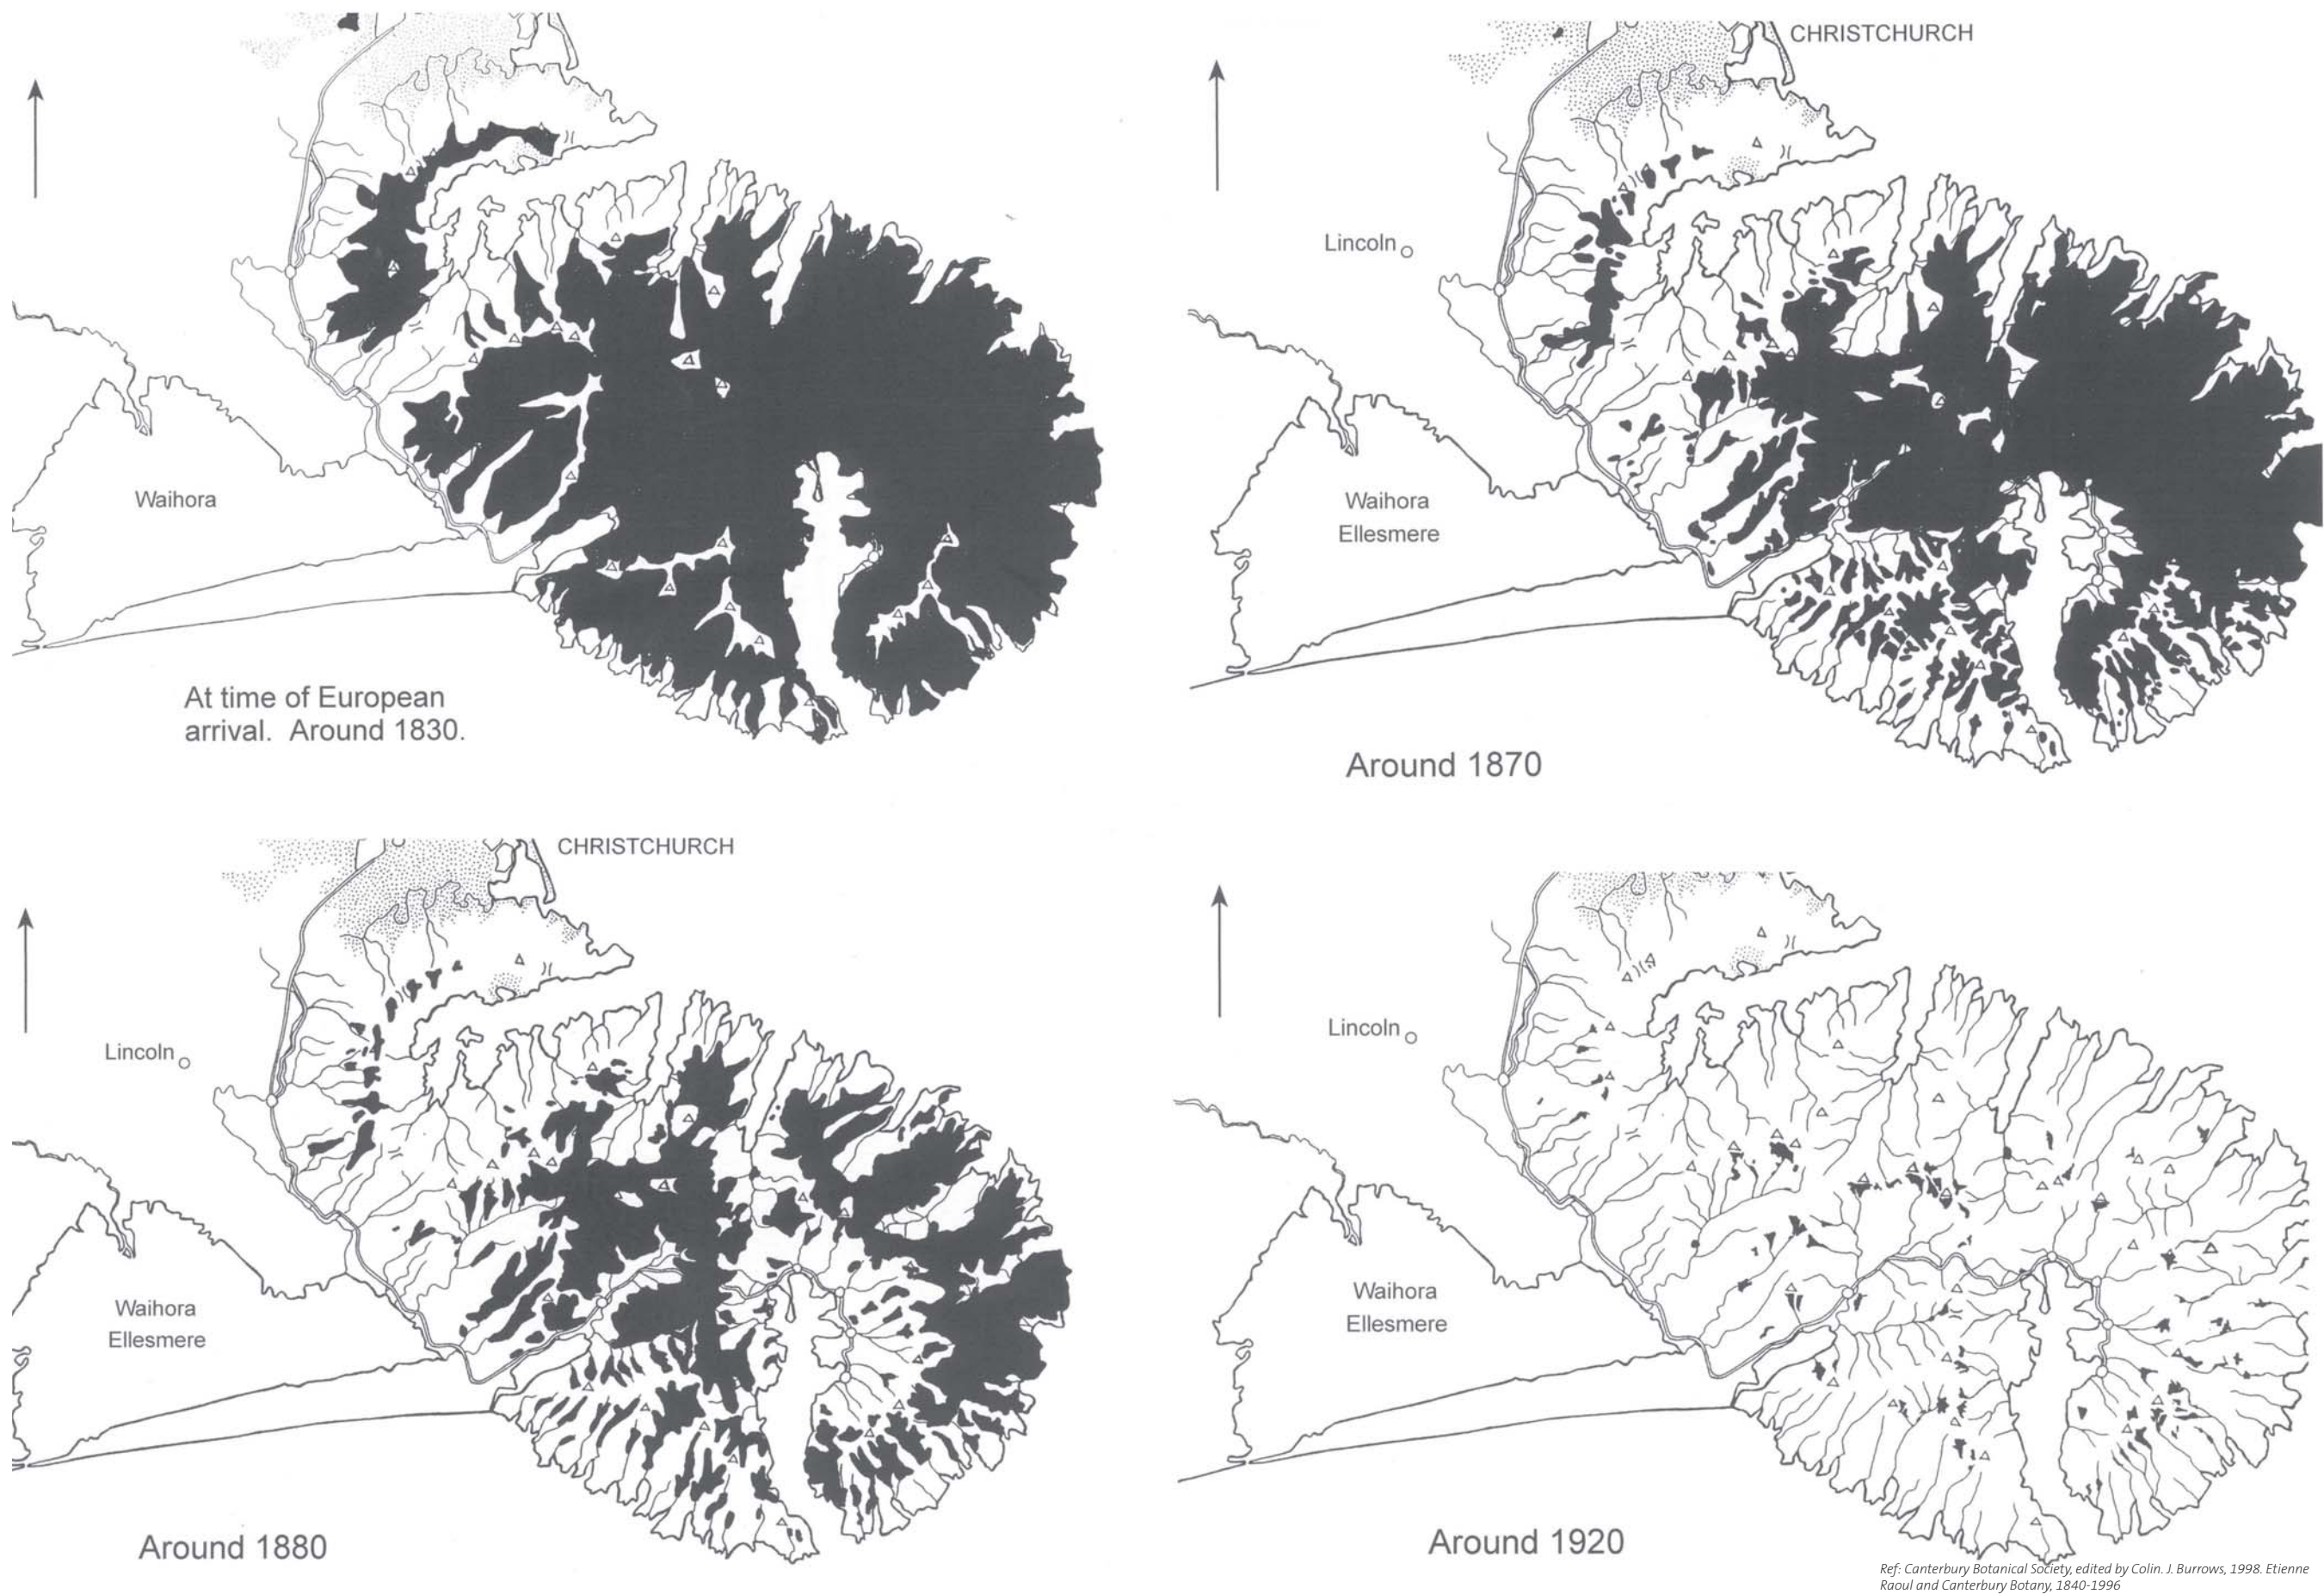 Waihora
At time of European
arrival.  Around 1830.
CHRISTCHURCH
Lincoln
Waihora
Ellesmere
Around 1870
CHRISTCHURCH
Lincoln
Waihora
Ellesmere
Around 1880
Lincoln
Waihora
Ellesmere
Around 1920
Ref: Canterbury Botanical Society, edited by Colin. J. Burrows, 1998. Etienne
Raoul and Canterbury Botany, 1840-1996